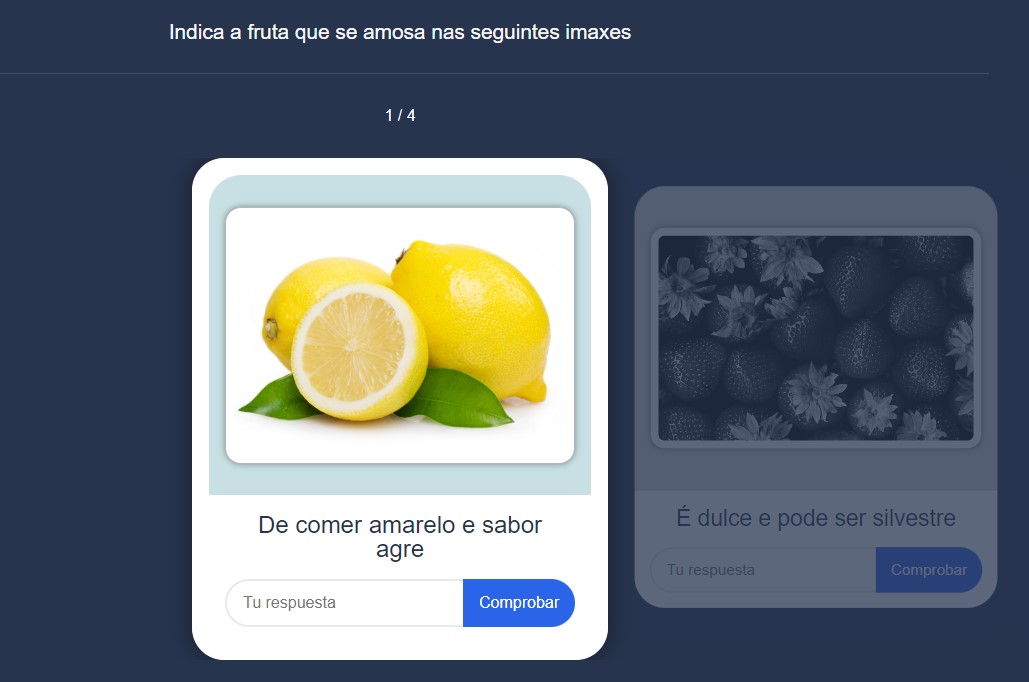 Indica a fruta que se amosa nas seguintes imaxes
1 / 4
De comer amarelo e sabor
agre
Tu respuesta
Comprobar
É dulce e pode ser silvestre
Tu respuesta
Comprobar